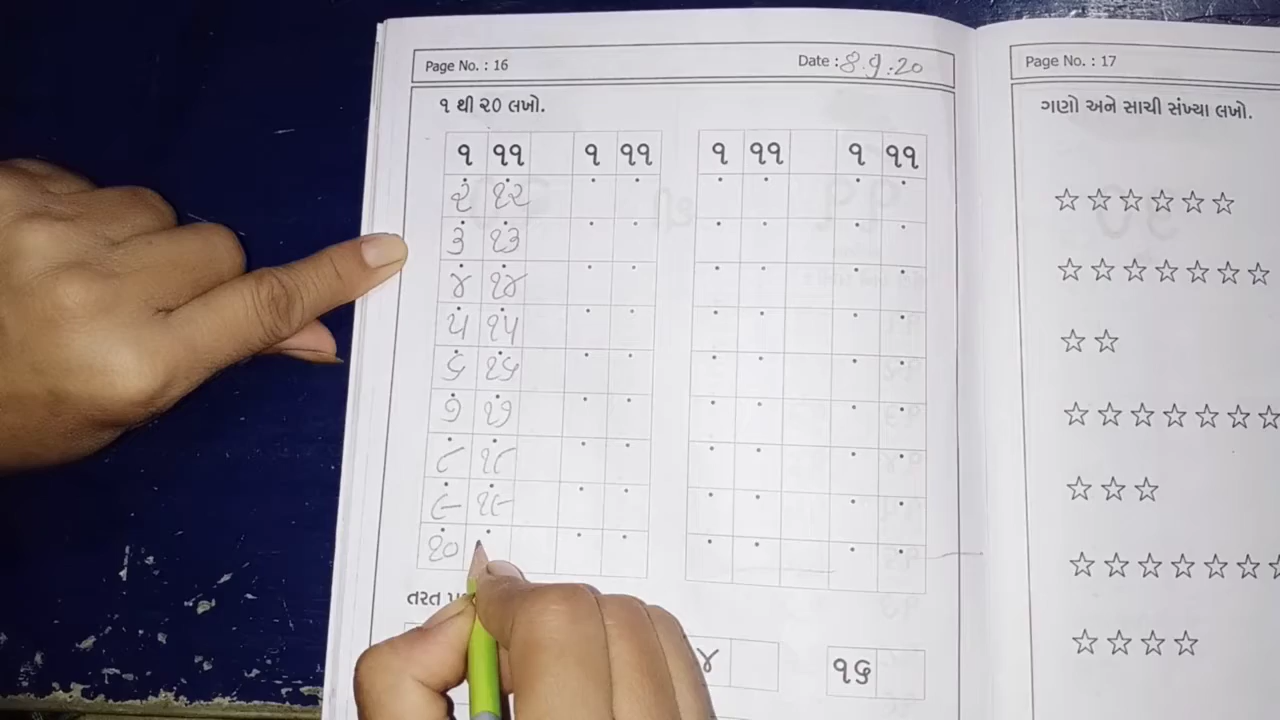 Page No. : 16
Date : 8.9.20
૧ થી ૨૦ લખો.
૧ ૧૧ ૧ ૧૧ ૧ ૧૧ ૧ ૧૧
૨ ૧૨
૩ ૧૩
૪ ૧૪
૫ ૧૫
૬ ૧૬
૭ ૧૭
૮ ૧૮
૯ ૧૯
૧૦
તરત
૪ ૧૬
Page No. : 17
ગણો અને સાચી સંખ્યા લખો.